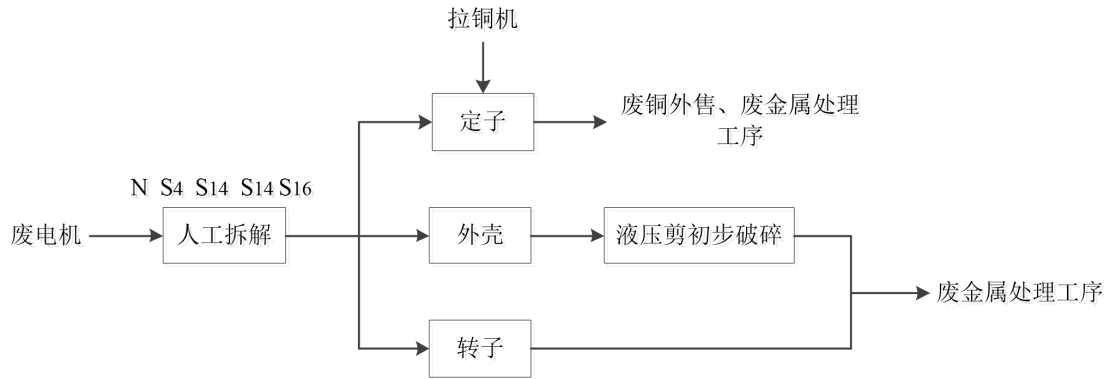 拉铜机
定子
废铜外售、废金属处理
工序
N S4 S14 S14 S16
废电机
人工拆解
外壳
液压剪初步破碎
废金属处理工序
转子